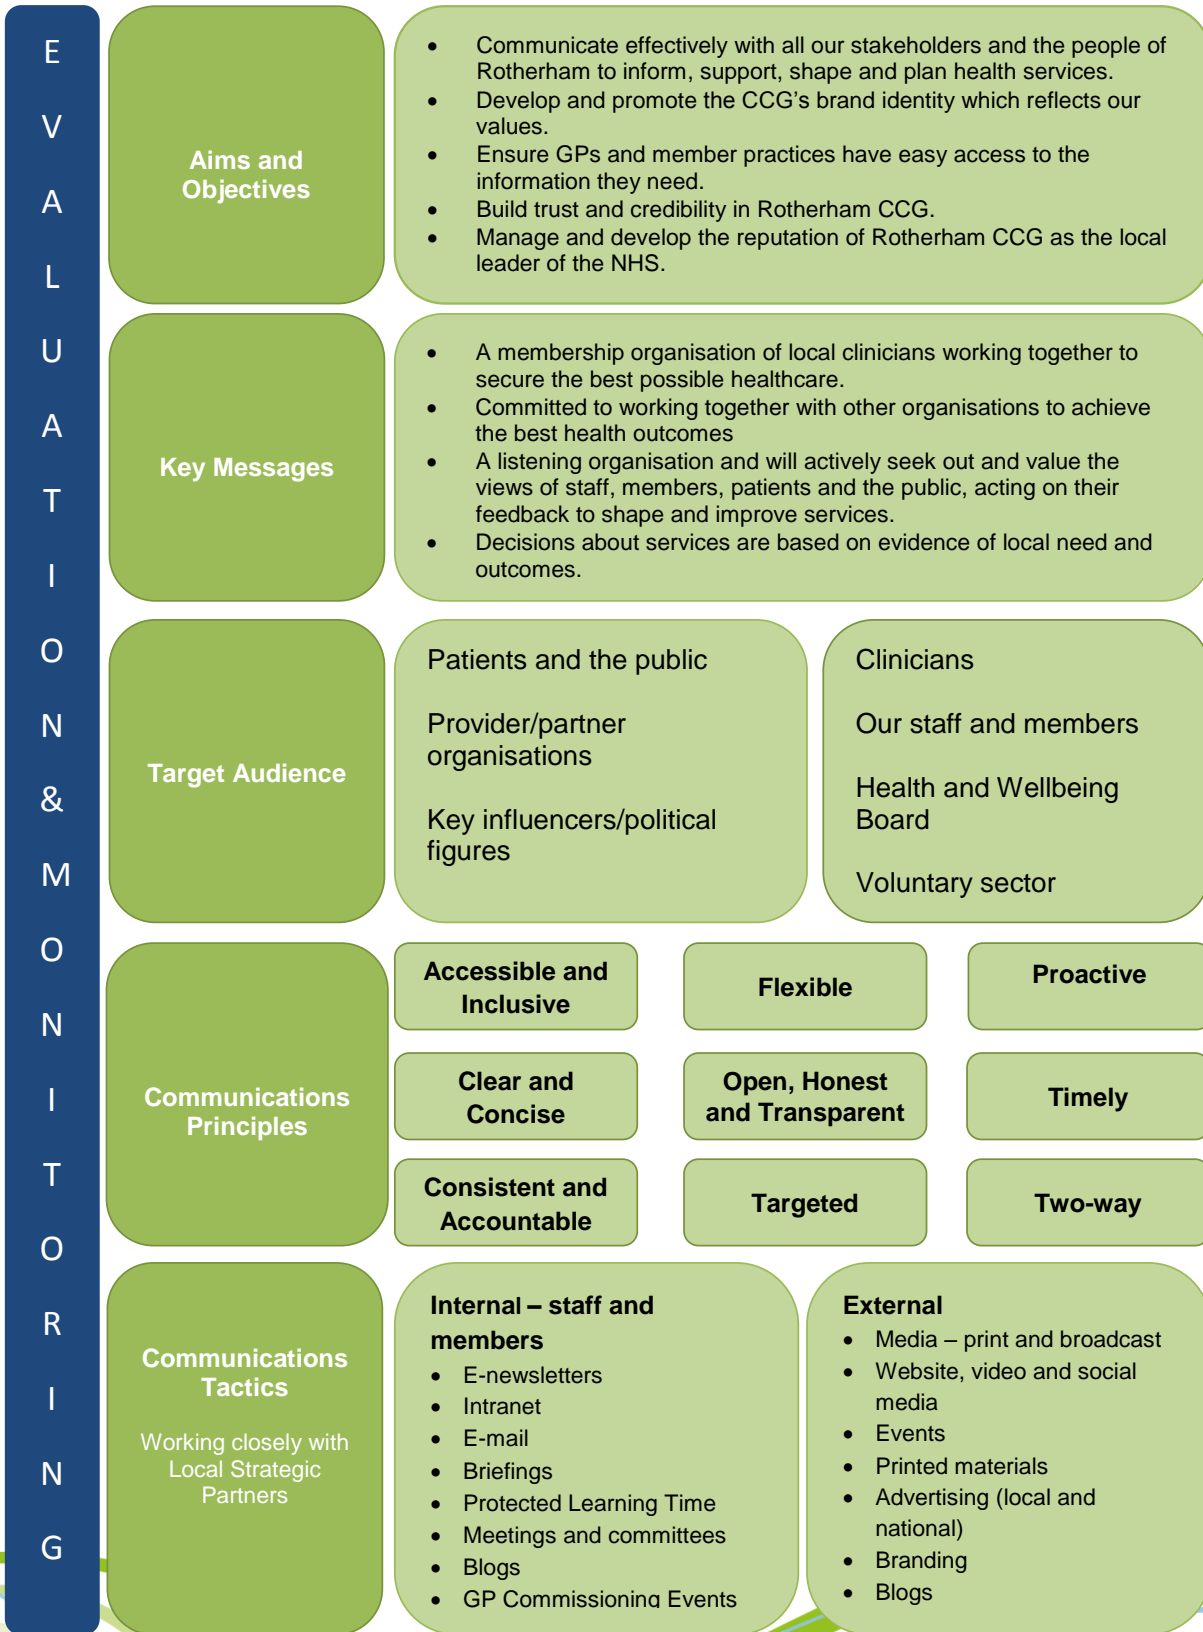 E
V
A
L
U
A
T
I
O
N
&
M
O
N
I
T
O
R
I
N
G
Aims and
Objectives
• Communicate effectively with all our stakeholders and the people of
Rotherham to inform, support, shape and plan health services.
• Develop and promote the CCG's brand identity which reflects our
values.
• Ensure GPs and member practices have easy access to the
information they need.
• Build trust and credibility in Rotherham CCG.
• Manage and develop the reputation of Rotherham CCG as the local
leader of the NHS.
Key Messages
• A membership organisation of local clinicians working together to
secure the best possible healthcare.
• Committed to working together with other organisations to achieve
the best health outcomes
• A listening organisation and will actively seek out and value the
views of staff, members, patients and the public, acting on their
feedback to shape and improve services.
• Decisions about services are based on evidence of local need and
outcomes.
Target Audience
Patients and the public
Provider/partner
organisations
Key influencers/political
figures
Clinicians
Our staff and members
Health and Wellbeing
Board
Voluntary sector
Communications
Principles
Accessible and
Inclusive
Flexible
Proactive
Clear and
Concise
Open, Honest
and Transparent
Timely
Consistent and
Accountable
Targeted
Two-way
Communications
Tactics
Working closely with
Local Strategic
Partners
Internal – staff and
members
• E-newsletters
• Intranet
• E-mail
• Briefings
• Protected Learning Time
• Meetings and committees
• Blogs
• GP Commissioning Events
External
• Media – print and broadcast
• Website, video and social
media
• Events
• Printed materials
• Advertising (local and
national)
• Branding
• Blogs